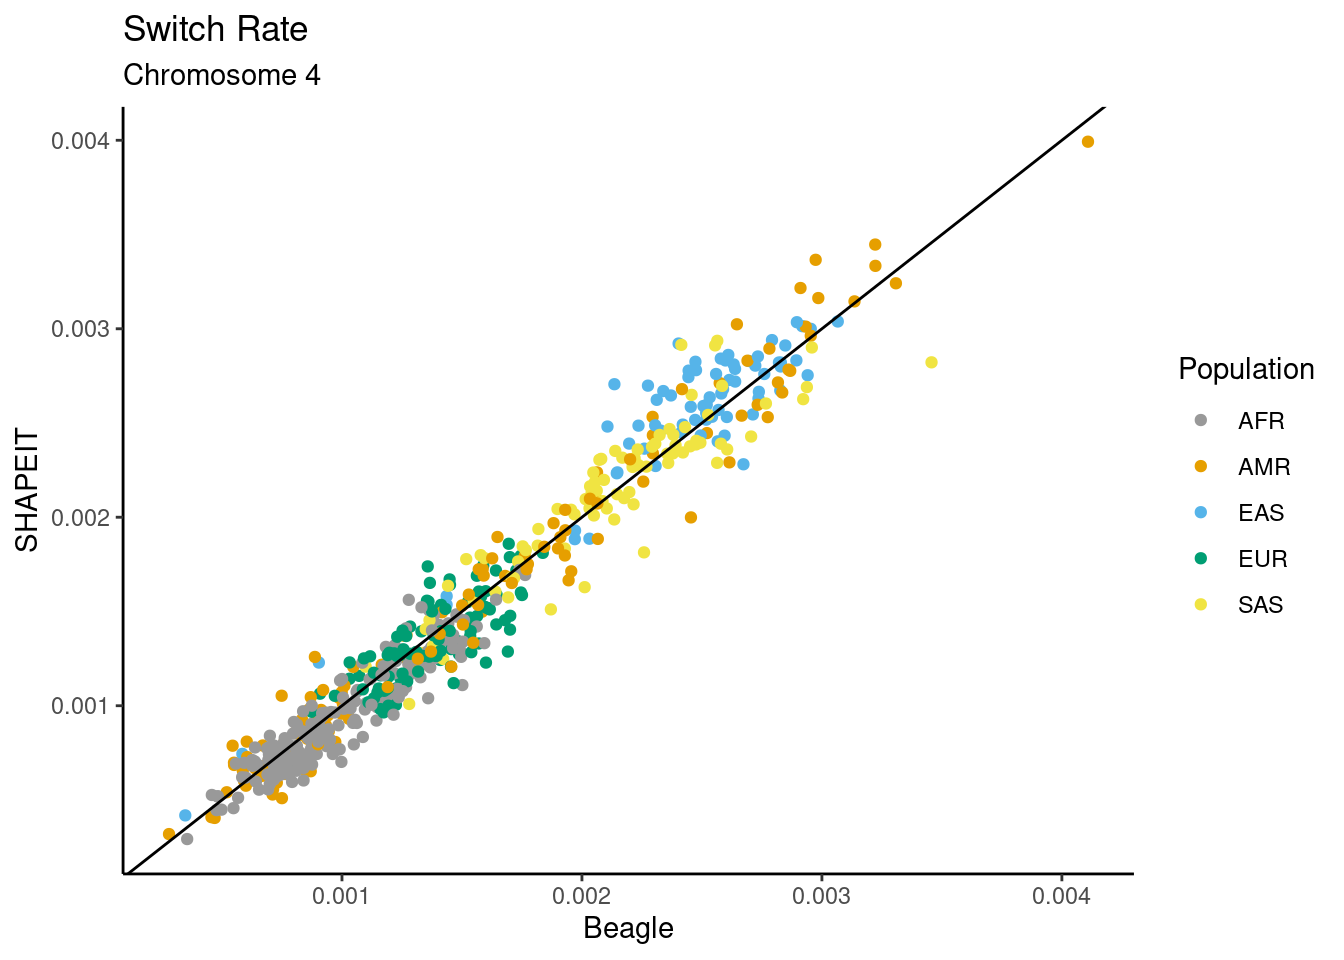 Switch Rate
Chromosome 4
0.004
0.003
0.002
0.001
SHAPEIT
0.001 0.002 0.003 0.004
Beagle
Population
AFR
AMR
EAS
EUR
SAS